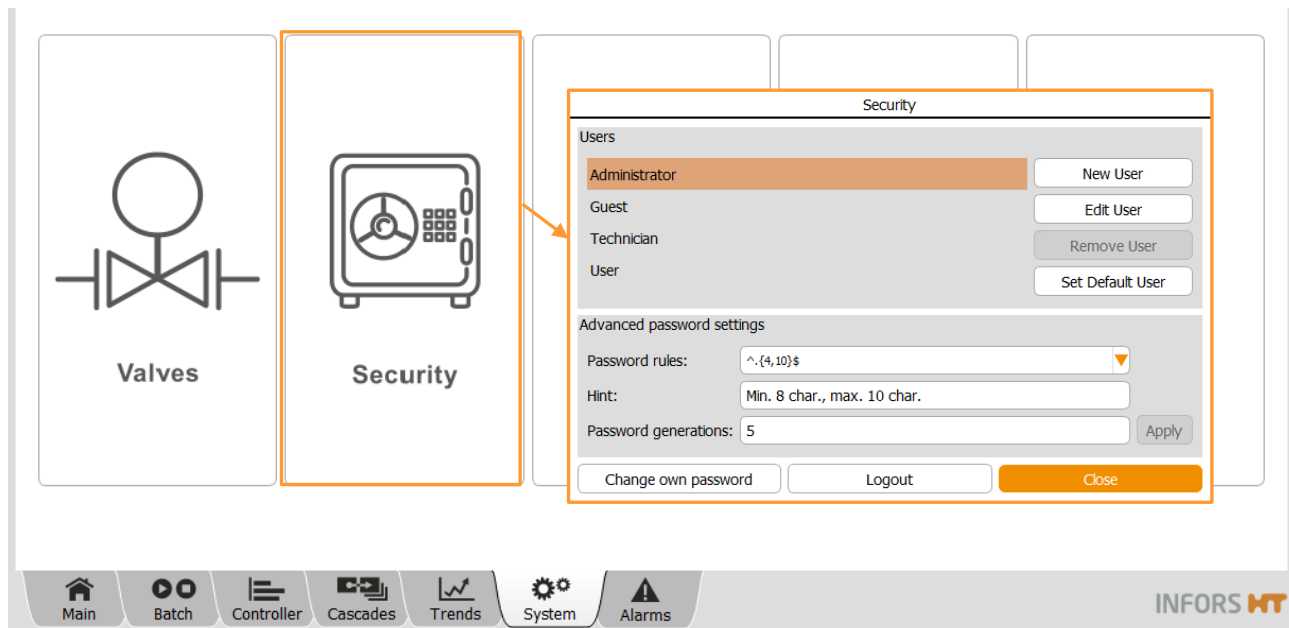 Valves
Security
Security
Users
Administrator
New User
Guest
Edit User
Technician
Remove User
User
Set Default User
Advanced password settings
Password rules: ^.{4,10}$
Hint: Min. 8 char., max. 10 char.
Password generations: 5 Apply
Change own password Logout Close
Main Batch Controller Cascades Trends System Alarms
INFORS HT